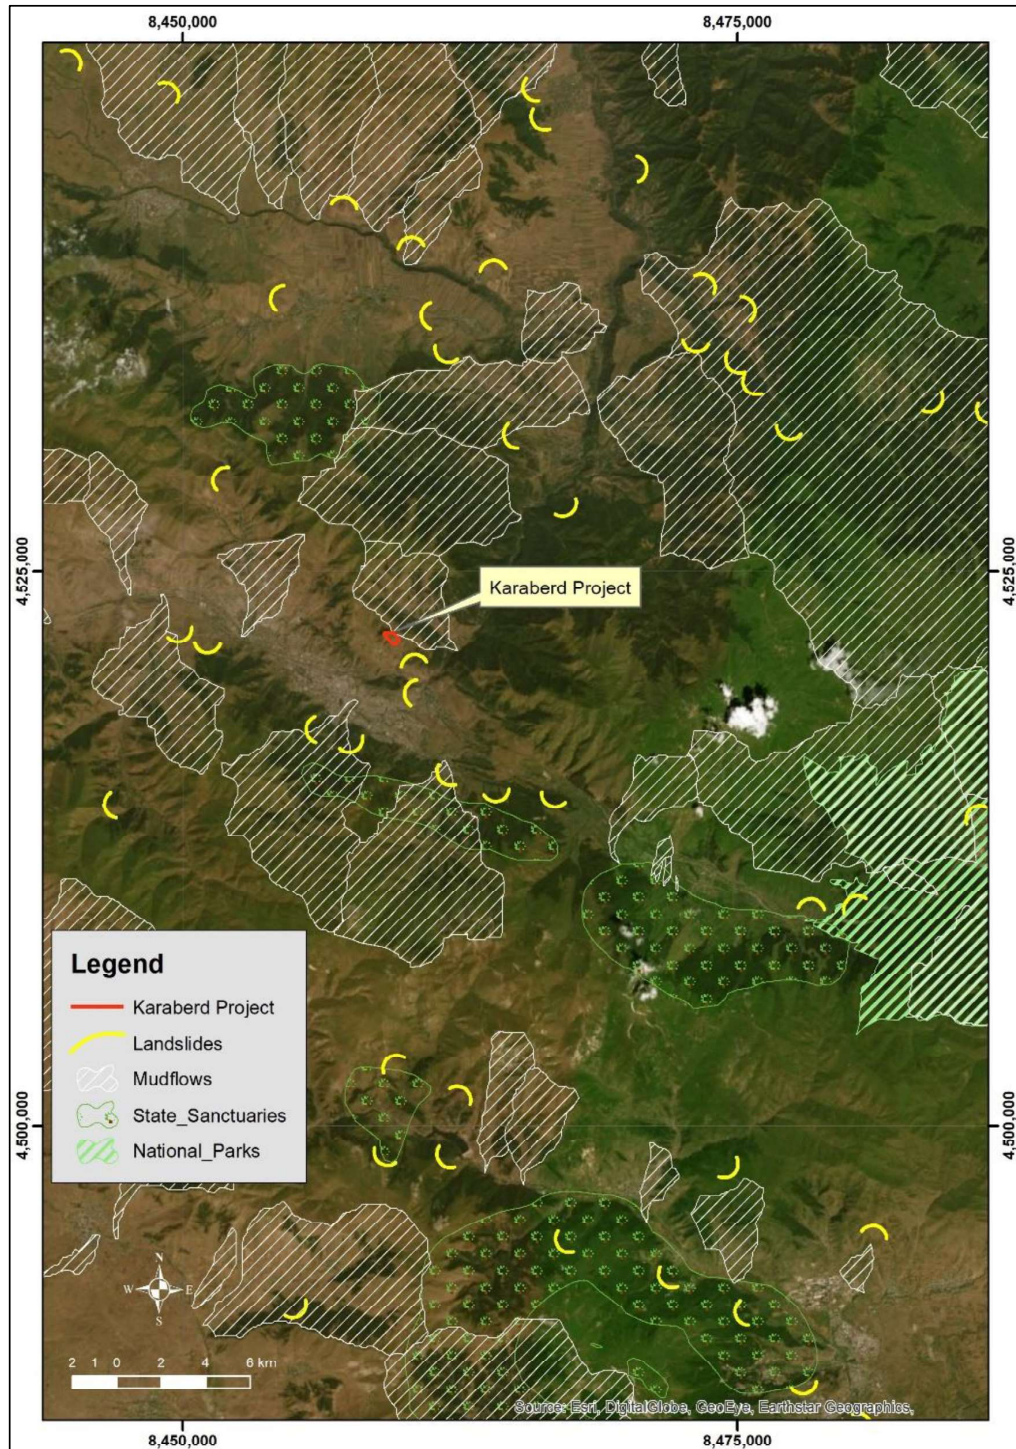 8,450,000
8,475,000
4,525,000
4,525,000
Karaberd Project
Legend
Karaberd Project
Landslides
Mudflows
State_Sanctuaries
National_Parks
4,500,000
4,500,000
N
W E
S
2 1 0 2 4 6 km
Source: Esri, DigitalGlobe, GeoEye, Earthstar Geographics,
8,450,000
8,475,000